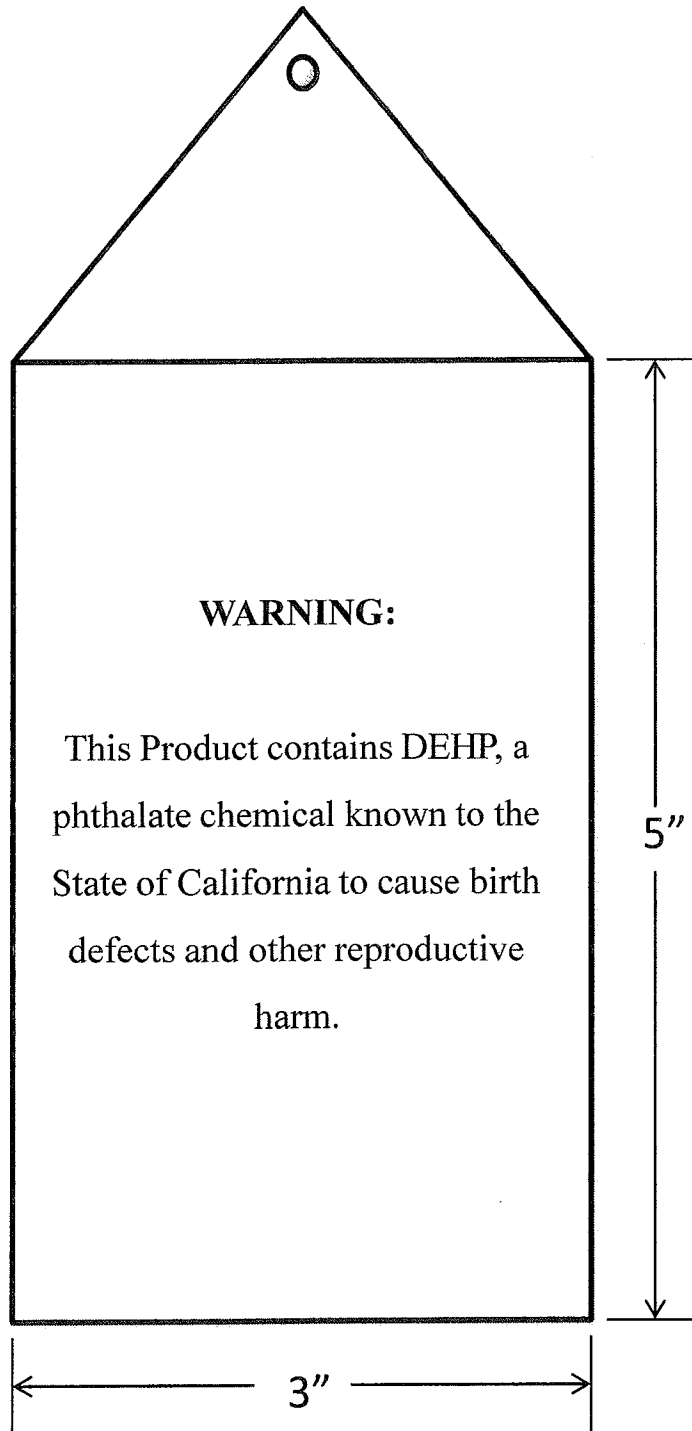 WARNING:
This Product contains DEHP, a
phthalate chemical known to the
State of California to cause birth
defects and other reproductive
harm.
5”
3”